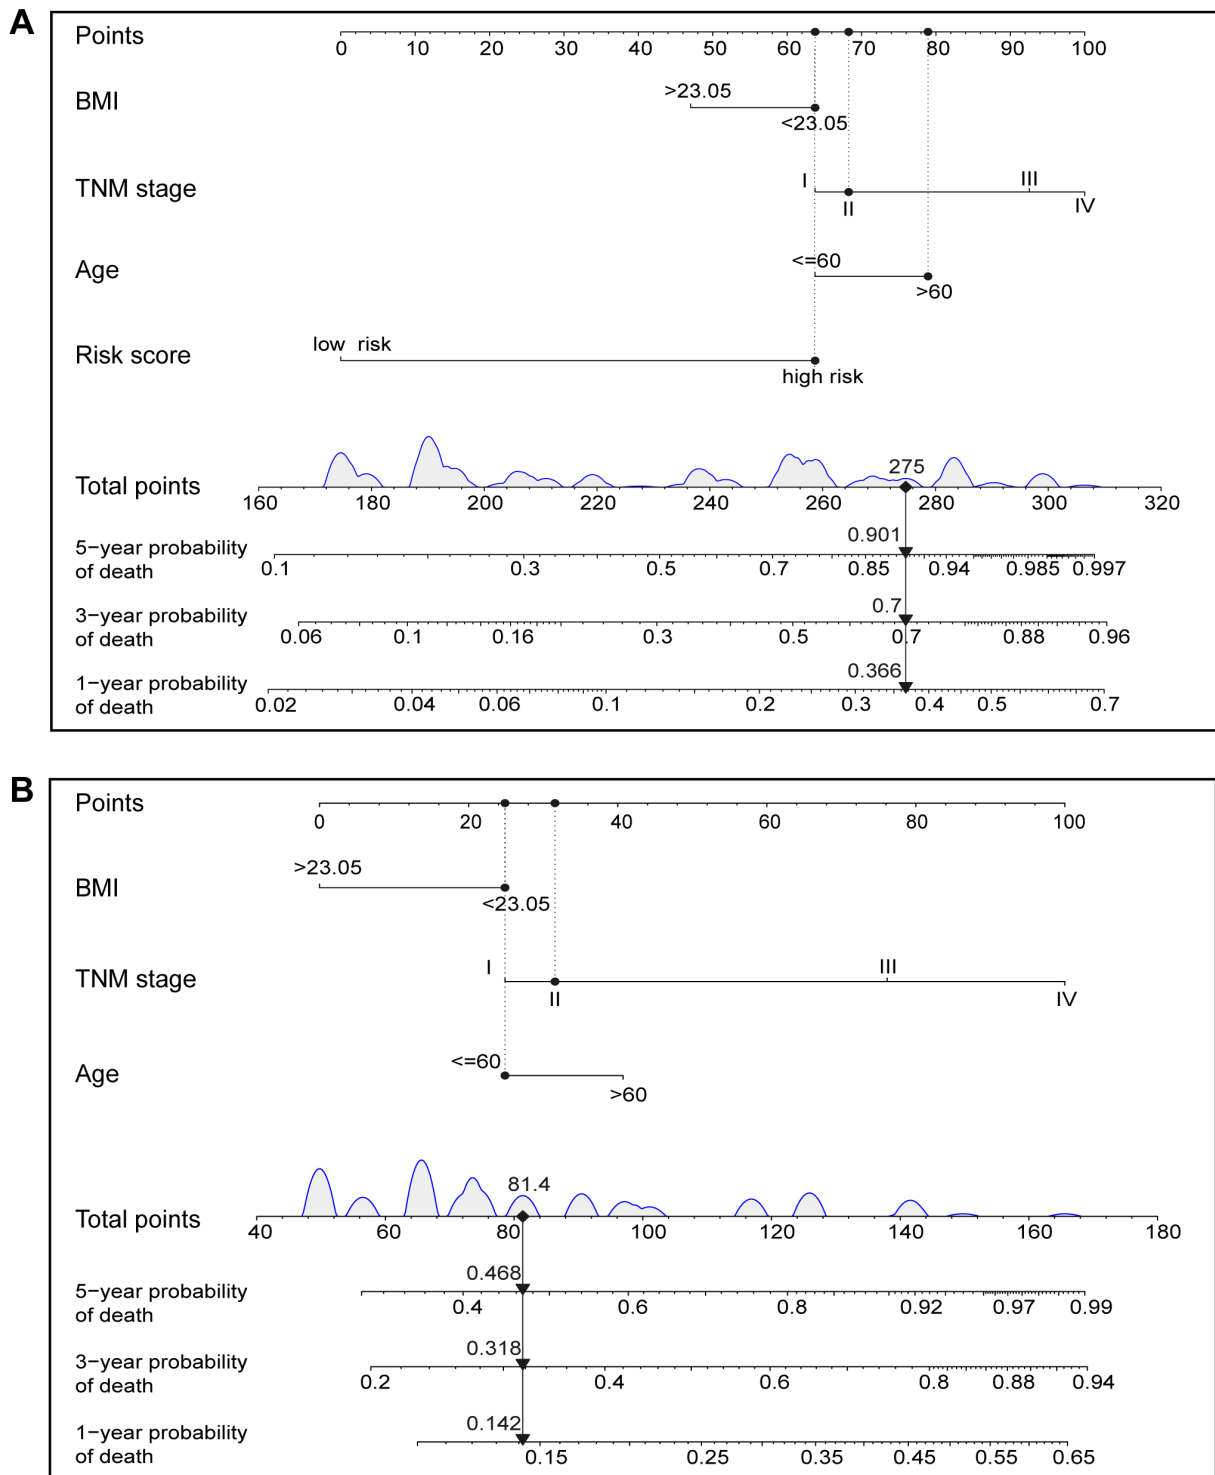 A
Points
0 10 20 30 40 50 60 70 80 90 100
BMI
>23.05
<23.05
TNM stage
I III
II IV
Age
<=60
>60
Risk score
low risk
high risk
275
Total points
160 180 200 220 240 260 280 300 320
0.901
5−year probability
of death
0.1 0.3 0.5 0.7 0.85 0.94 0.985 0.997
0.7
3−year probability
of death
0.06 0.1 0.16 0.3 0.5 0.7 0.88 0.96
0.366
1−year probability
of death
0.02 0.04 0.06 0.1 0.2 0.3 0.4 0.5 0.7
B
Points
0 20 40 60 80 100
>23.05
BMI
<23.05
I III
TNM stage
II IV
<=60
Age
>60
81.4
Total points
40 60 80 100 120 140 160 180
0.468
5−year probability
of death
0.4 0.6 0.8 0.92 0.97 0.99
0.318
3−year probability
of death
0.2 0.4 0.6 0.8 0.88 0.94
0.142
1−year probability
of death
0.15 0.25 0.35 0.45 0.55 0.65